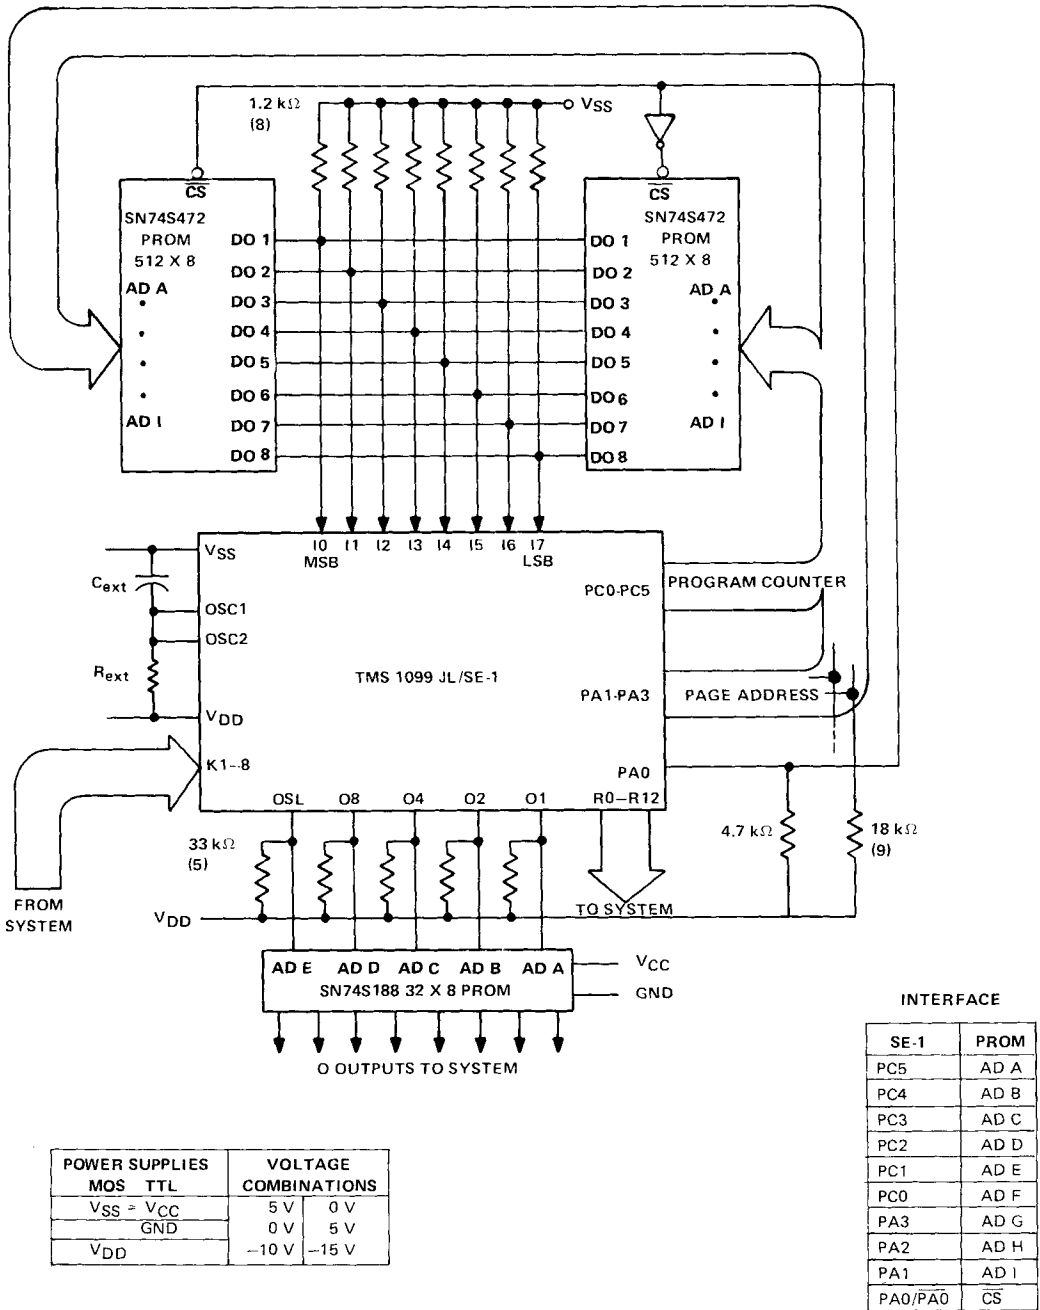 1.2 kΩ
(8)
VSS
CS
SN74S472
PROM
512 X 8
AD A
AD I
DO 1
DO 2
DO 3
DO 4
DO 5
DO 6
DO 7
DO 8
CS
SN74S472
PROM
512 X 8
AD A
AD I
DO 1
DO 2
DO 3
DO 4
DO 5
DO 6
DO 7
DO 8
I0 I1 I2 I3 I4 I5 I6 I7
MSB LSB
VSS
Cext
OSC1
OSC2
Rext
VDD
K1--8
TMS 1099 JL/SE-1
PC0-PC5
PROGRAM COUNTER
PA1-PA3
PAGE ADDRESS
PA0
OSL O8 O4 O2 O1 R0–R12
33 kΩ
(5)
4.7 kΩ
18 kΩ
(9)
FROM
SYSTEM
VDD
TO SYSTEM
AD E AD D AD C AD B AD A
SN74S188 32 X 8 PROM
VCC
GND
O OUTPUTS TO SYSTEM
INTERFACE
SE-1 PROM
PC5 AD A
PC4 AD B
PC3 AD C
PC2 AD D
PC1 AD E
PC0 AD F
PA3 AD G
PA2 AD H
PA1 AD I
PA0/P̅A̅0̅ C̅S̅
POWER SUPPLIES VOLTAGE
MOS TTL COMBINATIONS
VSS = VCC 5 V 0 V
GND 0 V 5 V
VDD –10 V –15 V